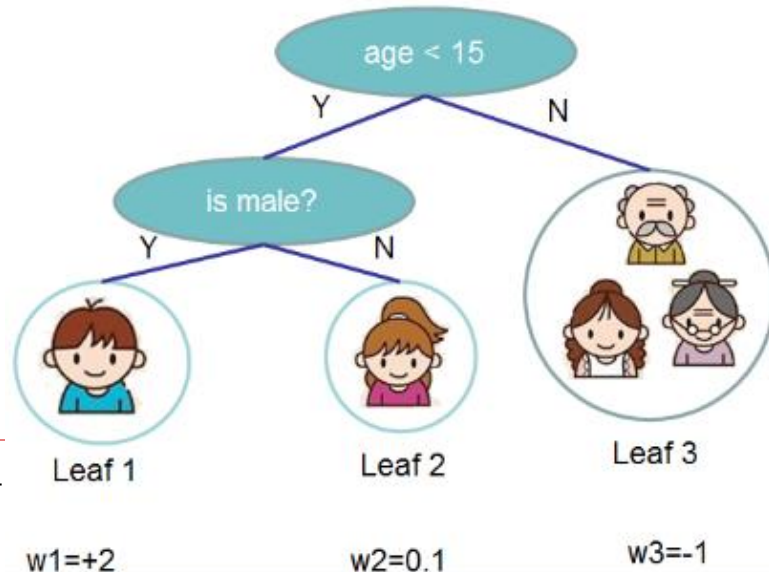 age < 15
Y
N
is male?
Y
N
Leaf 1
Leaf 2
Leaf 3
w1=+2
w2=0.1
w3=-1